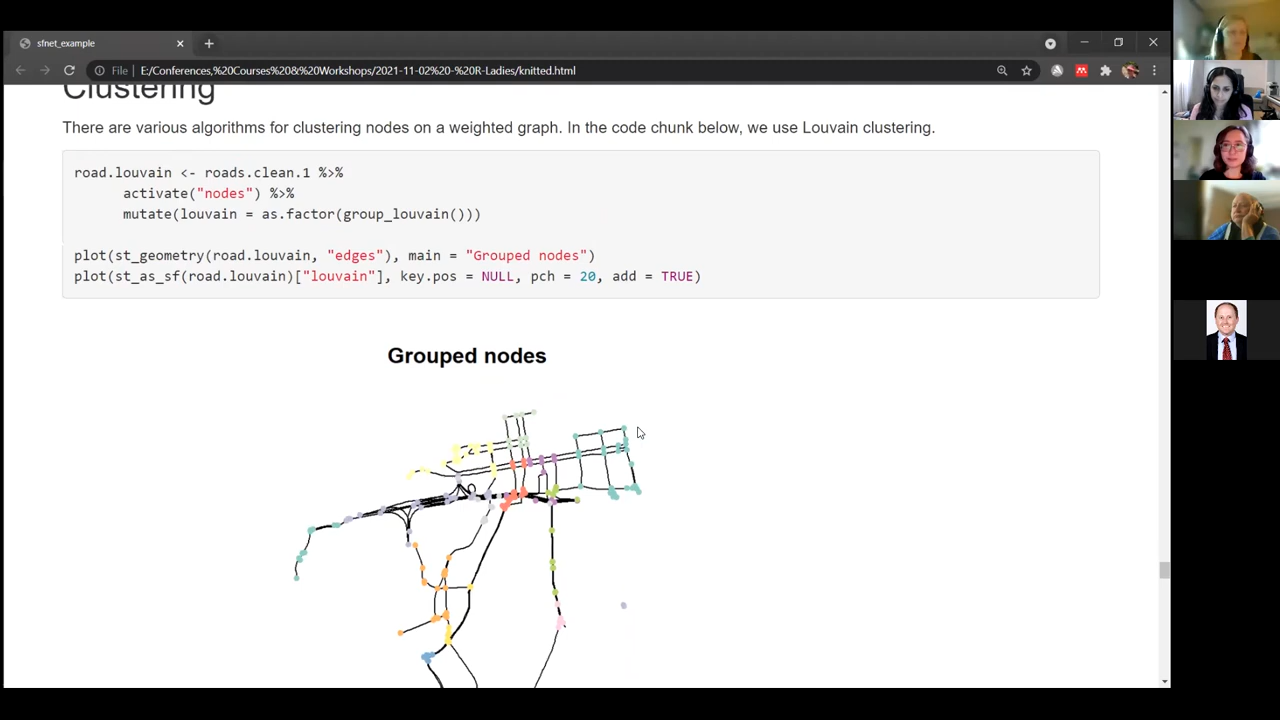 sfnet_example
File
E:/Conferences,%20Courses%20&%20Workshops/2021-11-02%20-%20R-Ladies/knitted.html
Clustering
There are various algorithms for clustering nodes on a weighted graph. In the code chunk below, we use Louvain clustering.
road.louvain <- roads.clean.1 %>%
activate("nodes") %>%
mutate(louvain = as.factor(group_louvain()))
plot(st_geometry(road.louvain, "edges"), main = "Grouped nodes")
plot(st_as_sf(road.louvain)["louvain"], key.pos = NULL, pch = 20, add = TRUE)
Grouped nodes